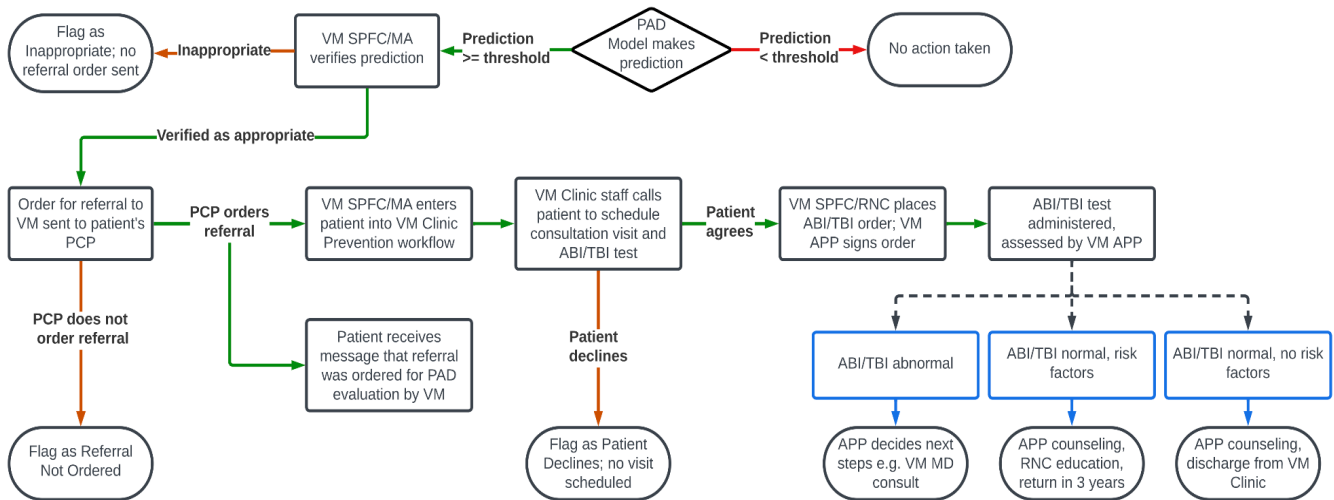 Flag as
Inappropriate; no
referral order sent
Inappropriate
VM SPFC/MA
verifies prediction
Prediction
>= threshold
PAD
Model makes
prediction
Prediction
< threshold
No action taken
Verified as appropriate
Order for referral to
VM sent to patient's
PCP
PCP orders
referral
VM SPFC/MA enters
patient into VM Clinic
Prevention workflow
VM Clinic staff calls
patient to schedule
consultation visit and
ABI/TBI test
Patient
agrees
VM SPFC/RNC places
ABI/TBI order; VM
APP signs order
ABI/TBI test
administered,
assessed by VM APP
PCP does not
order referral
Patient receives
message that referral
was ordered for PAD
evaluation by VM
Patient
declines
ABI/TBI abnormal
ABI/TBI normal, risk
factors
ABI/TBI normal, no risk
factors
Flag as Referral
Not Ordered
Flag as Patient
Declines; no visit
scheduled
APP decides next
steps e.g. VM MD
consult
APP counseling,
RNC education,
return in 3 years
APP counseling,
discharge from VM
Clinic